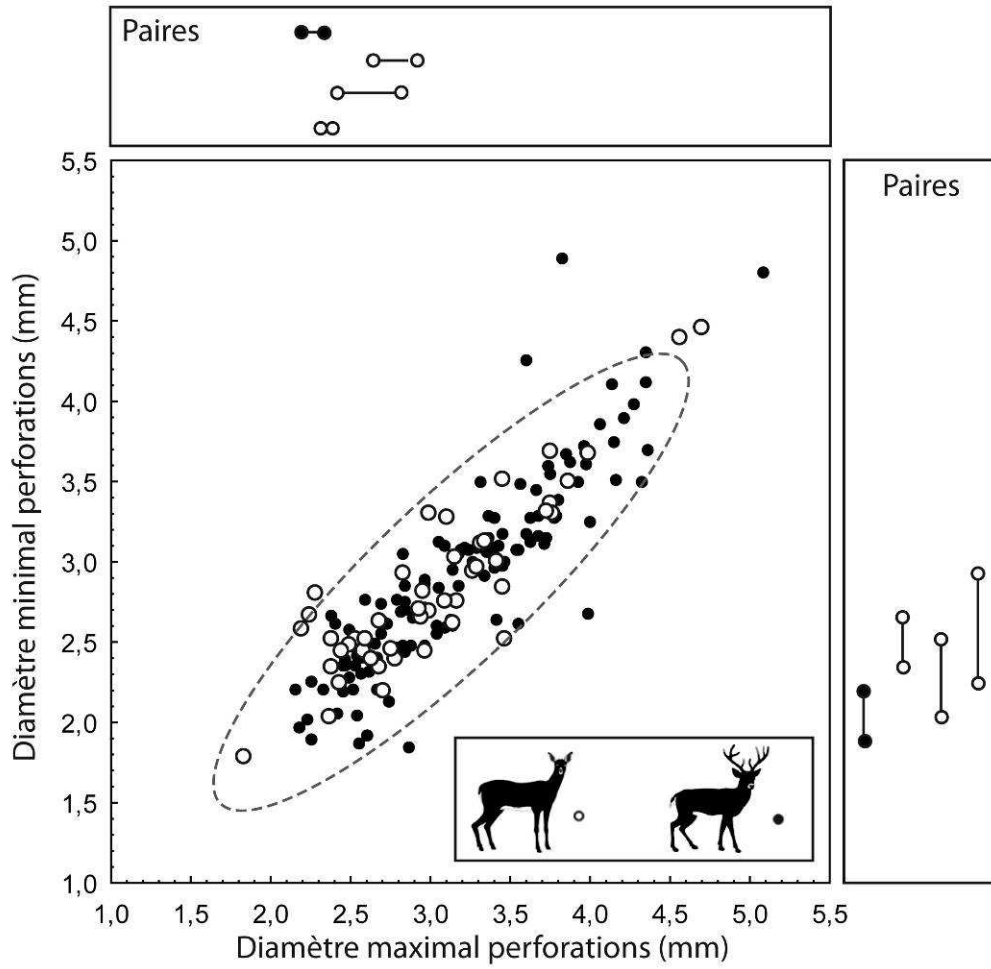 Paires
Paires
5,5
5,0
4,5
4,0
3,5
3,0
2,5
2,0
1,5
1,0
Diamètre minimal perforations (mm)
1,0 1,5 2,0 2,5 3,0 3,5 4,0 4,5 5,0 5,5
Diamètre maximal perforations (mm)